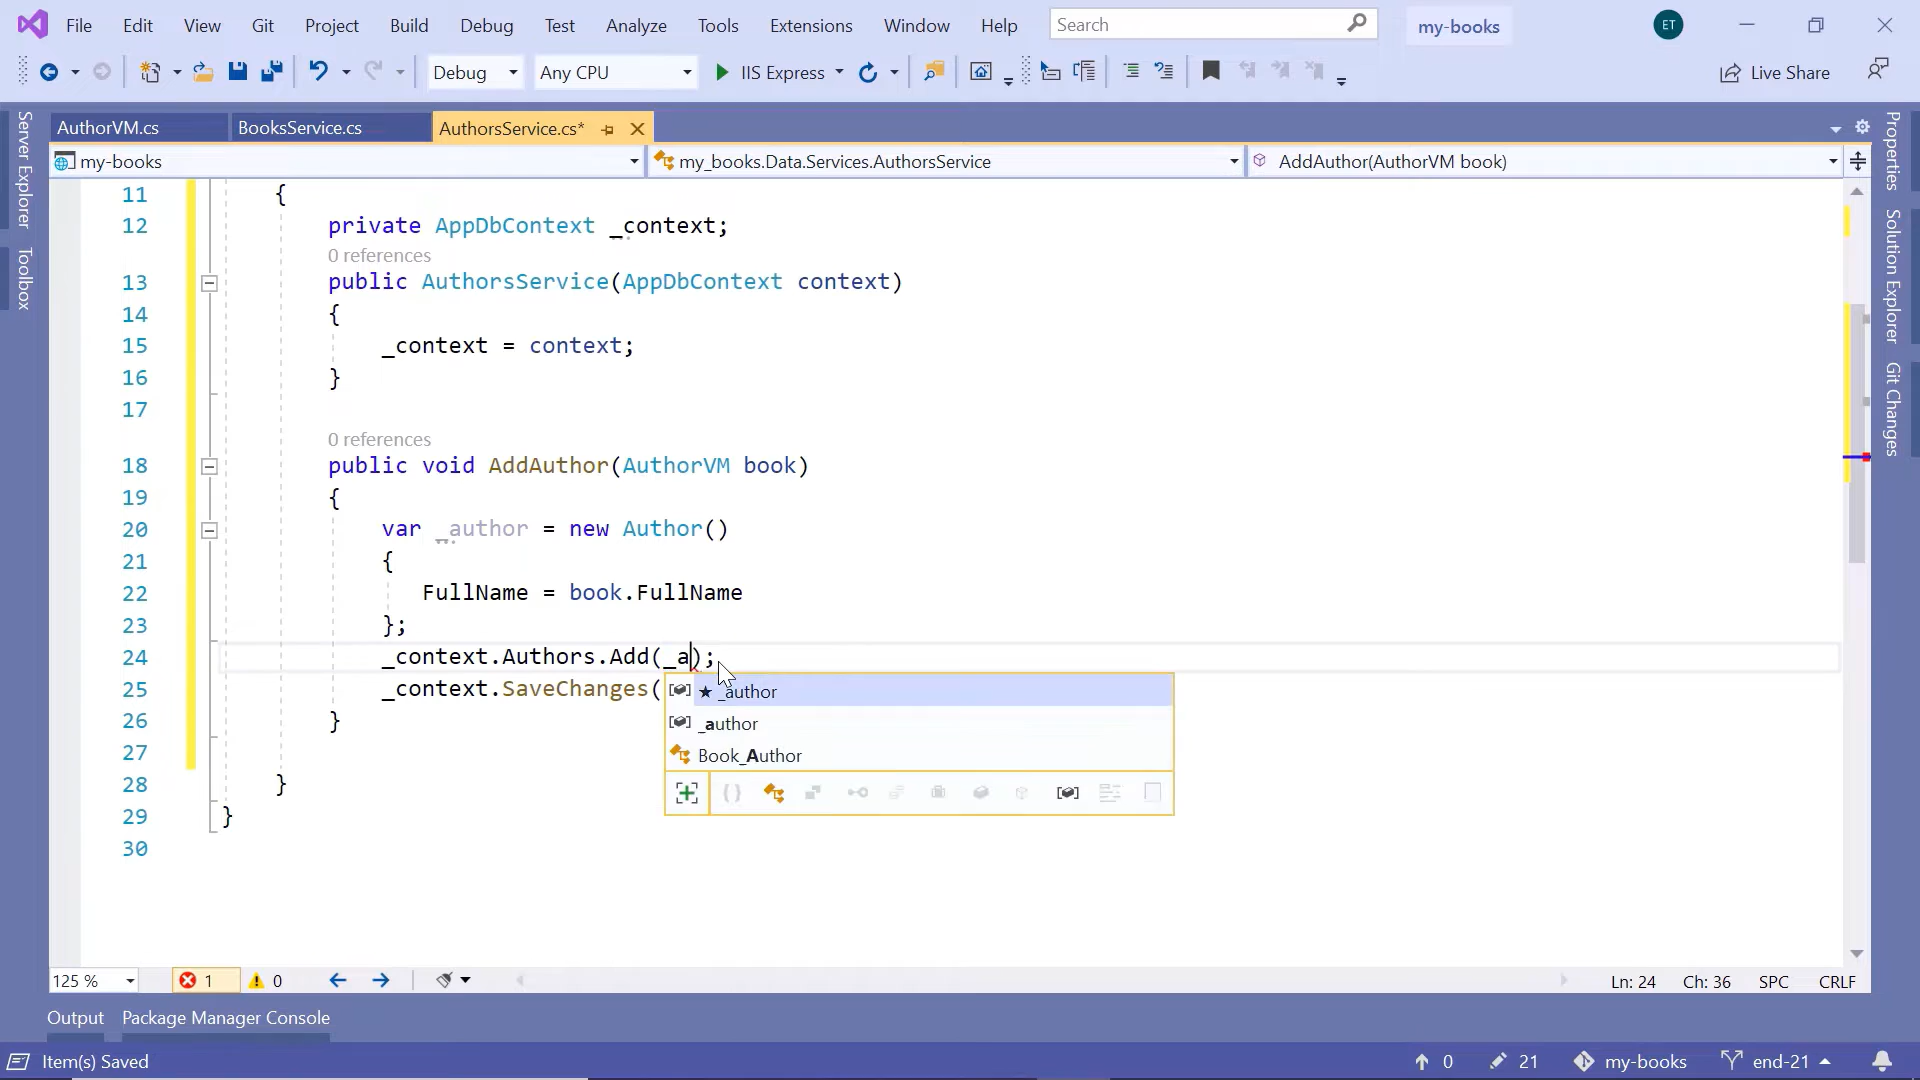 File Edit View Git Project Build Debug Test Analyze Tools Extensions Window Help Search my-books ET
Debug Any CPU IIS Express Live Share
Server Explorer
Toolbox
AuthorVM.cs BooksService.cs AuthorsService.cs*
my-books my_books.Data.Services.AuthorsService AddAuthor(AuthorVM book)
11 {
12 private AppDbContext _context;
0 references
13 public AuthorsService(AppDbContext context)
14 {
15 _context = context;
16 }
17
0 references
18 public void AddAuthor(AuthorVM book)
19 {
20 var _author = new Author()
21 {
22 FullName = book.FullName
23 };
24 _context.Authors.Add(_a);
25 _context.SaveChanges(
26 }
27
28 }
29 }
30
★ _author
_author
Book_Author
Properties
Solution Explorer
Git Changes
125 % 1 0 Ln: 24 Ch: 36 SPC CRLF
Output Package Manager Console
Item(s) Saved 0 21 my-books end-21